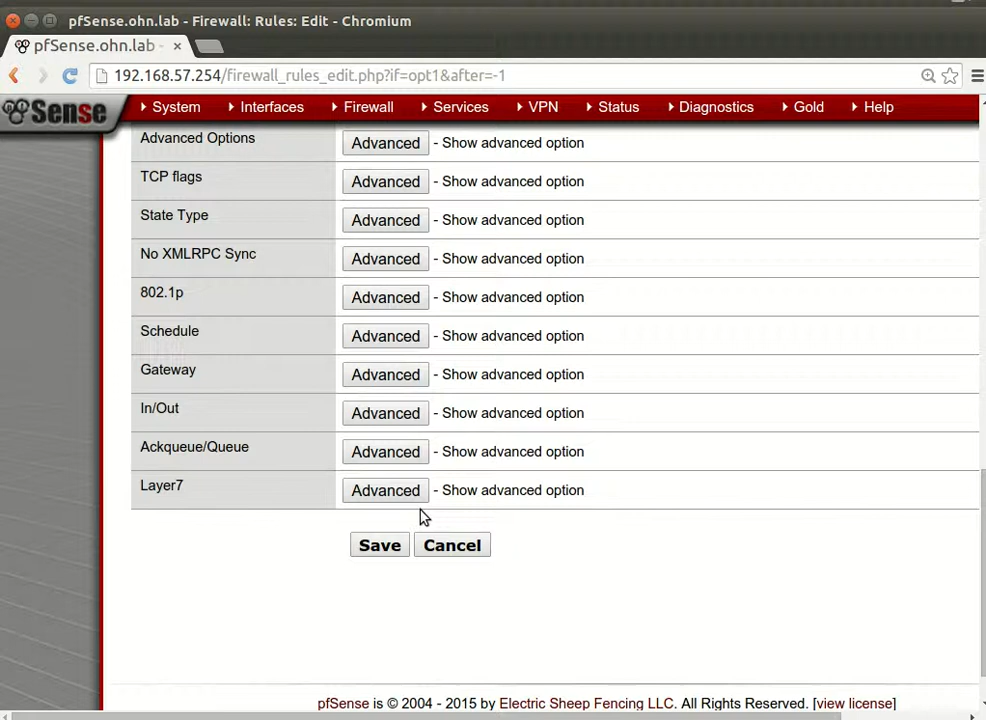 pfSense.ohn.lab - Firewall: Rules: Edit - Chromium
pfSense.ohn.lab -
192.168.57.254/firewall_rules_edit.php?if=opt1&after=-1
Sense System Interfaces Firewall Services VPN Status Diagnostics Gold Help
Advanced Options Advanced - Show advanced option
TCP flags Advanced - Show advanced option
State Type Advanced - Show advanced option
No XMLRPC Sync Advanced - Show advanced option
802.1p Advanced - Show advanced option
Schedule Advanced - Show advanced option
Gateway Advanced - Show advanced option
In/Out Advanced - Show advanced option
Ackqueue/Queue Advanced - Show advanced option
Layer7 Advanced - Show advanced option
Save Cancel
pfSense is © 2004 - 2015 by Electric Sheep Fencing LLC. All Rights Reserved. [view license]